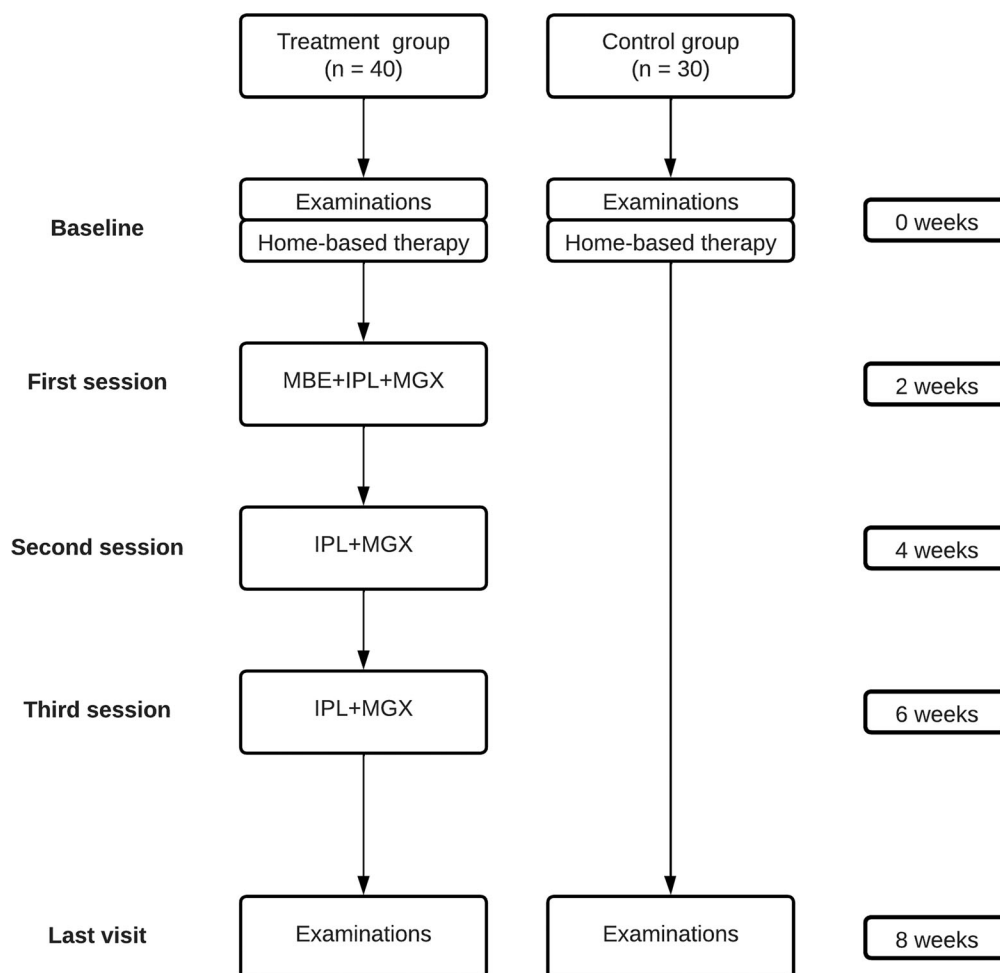 Treatment  group
(n = 40)
Control group
(n = 30)
Baseline
Examinations
Home-based therapy
Examinations
Home-based therapy
0 weeks
First session
MBE+IPL+MGX
2 weeks
Second session
IPL+MGX
4 weeks
Third session
IPL+MGX
6 weeks
Last visit
Examinations
Examinations
8 weeks